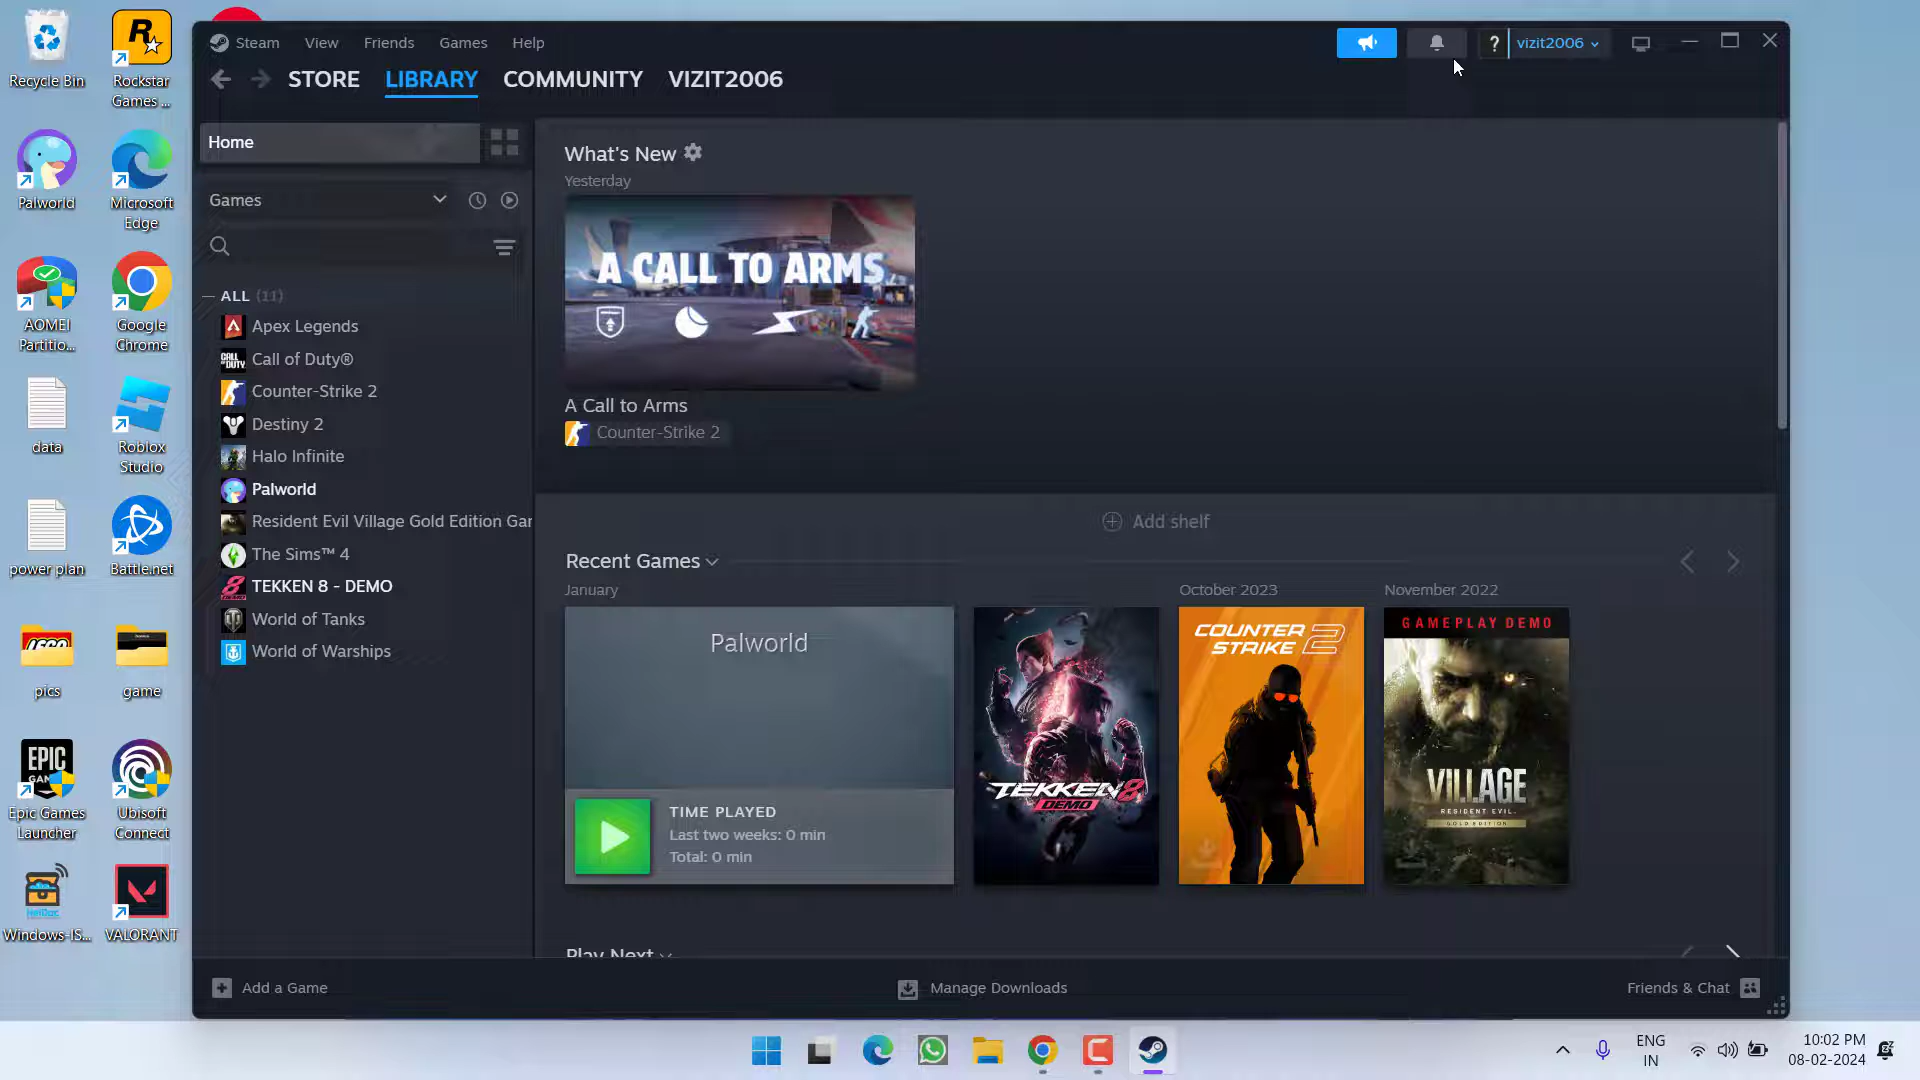 Steam View Friends Games Help
? vizit2006
STORE LIBRARY COMMUNITY VIZIT2006
Home
Games
ALL (11)
Apex Legends
Call of Duty®
Counter-Strike 2
Destiny 2
Halo Infinite
Palworld
Resident Evil Village Gold Edition Gar
The Sims™ 4
TEKKEN 8 - DEMO
World of Tanks
World of Warships
What's New
Yesterday
A CALL TO ARMS
A Call to Arms
Counter-Strike 2
Add shelf
Recent Games
January
October 2023
November 2022
Palworld
TIME PLAYED
Last two weeks: 0 min
Total: 0 min
TEKKEN 8
DEMO
COUNTER
STRIKE 2
GAMEPLAY DEMO
VILLAGE
RESIDENT EVIL
GOLD EDITION
Play Next
Add a Game
Manage Downloads
Friends & Chat
Recycle Bin
Rockstar
Games ...
Palworld
Microsoft
Edge
AOMEI
Partitio...
Google
Chrome
data
Roblox
Studio
power plan
Battle.net
pics
game
Epic Games
Launcher
Ubisoft
Connect
Windows-IS...
VALORANT
ENG
IN
10:02 PM
08-02-2024